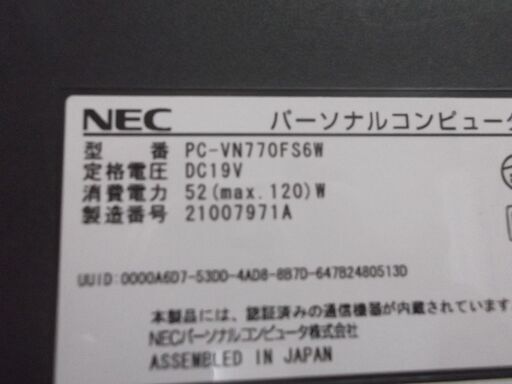 NEC パーソナルコンピュータ
型 番 PC-VN770FS6W
定格電圧 DC19V
消費電力 52(max.120)W
製造番号 21007971A
UUID:0000A6D7-53DD-4AD8-8B7D-647B2480513D
本製品には、認証済みの通信機器が内蔵されています。
NECパーソナルコンピュータ株式会社
ASSEMBLED IN JAPAN